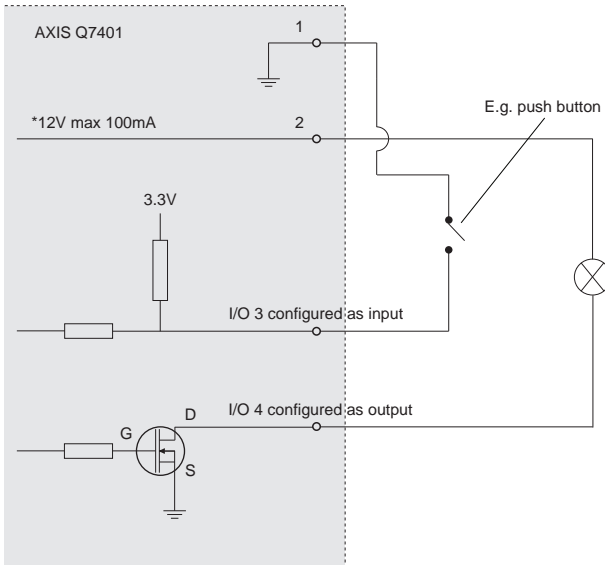 AXIS Q7401
1
*12V max 100mA
2
E.g. push button
3.3V
I/O 3 configured as input
I/O 4 configured as output
D
G
S